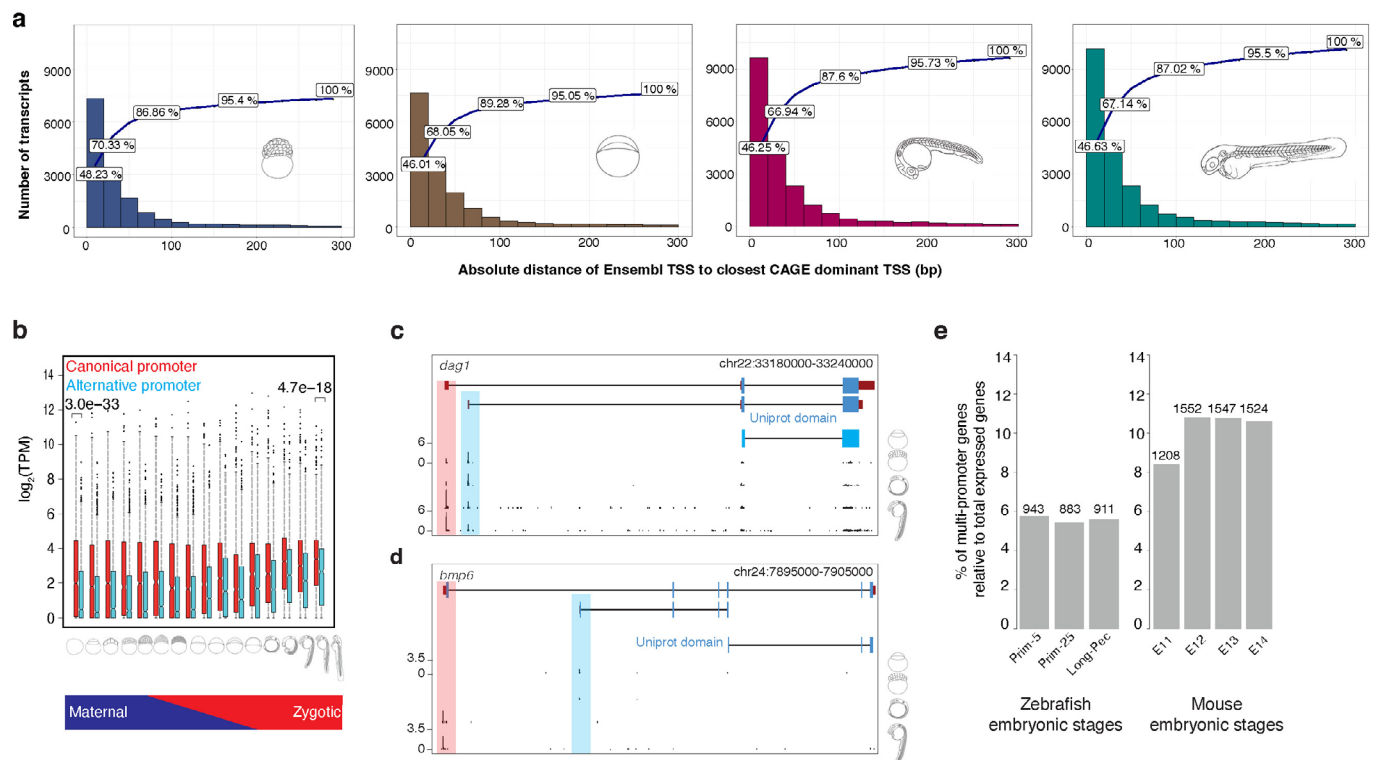 a
Number of transcripts
9000
6000
3000
0
48.23 %
70.33 %
86.86 %
95.4 %
100 %
0
100
200
300
9000
6000
3000
0
46.01 %
68.05 %
89.28 %
95.05 %
100 %
0
100
200
300
9000
6000
3000
0
46.25 %
66.94 %
87.6 %
95.73 %
100 %
0
100
200
300
9000
6000
3000
0
46.63 %
67.14 %
87.02 %
95.5 %
100 %
0
100
200
300
Absolute distance of Ensembl TSS to closest CAGE dominant TSS (bp)
b
Canonical promoter
Alternative promoter
3.0e−33
4.7e−18
log2(TPM)
14
12
10
8
6
4
2
0
Maternal
Zygotic
c
dag1
chr22:33180000-33240000
Uniprot domain
6
0
6
0
d
bmp6
chr24:7895000-7905000
Uniprot domain
3.5
0
3.5
0
e
% of multi-promoter genes
relative to total expressed genes
14
12
10
8
6
4
2
0
943
883
911
Prim-5
Prim-25
Long-Pec
Zebrafish
embryonic stages
14
12
10
8
6
4
2
0
1208
1552
1547
1524
E11
E12
E13
E14
Mouse
embryonic stages